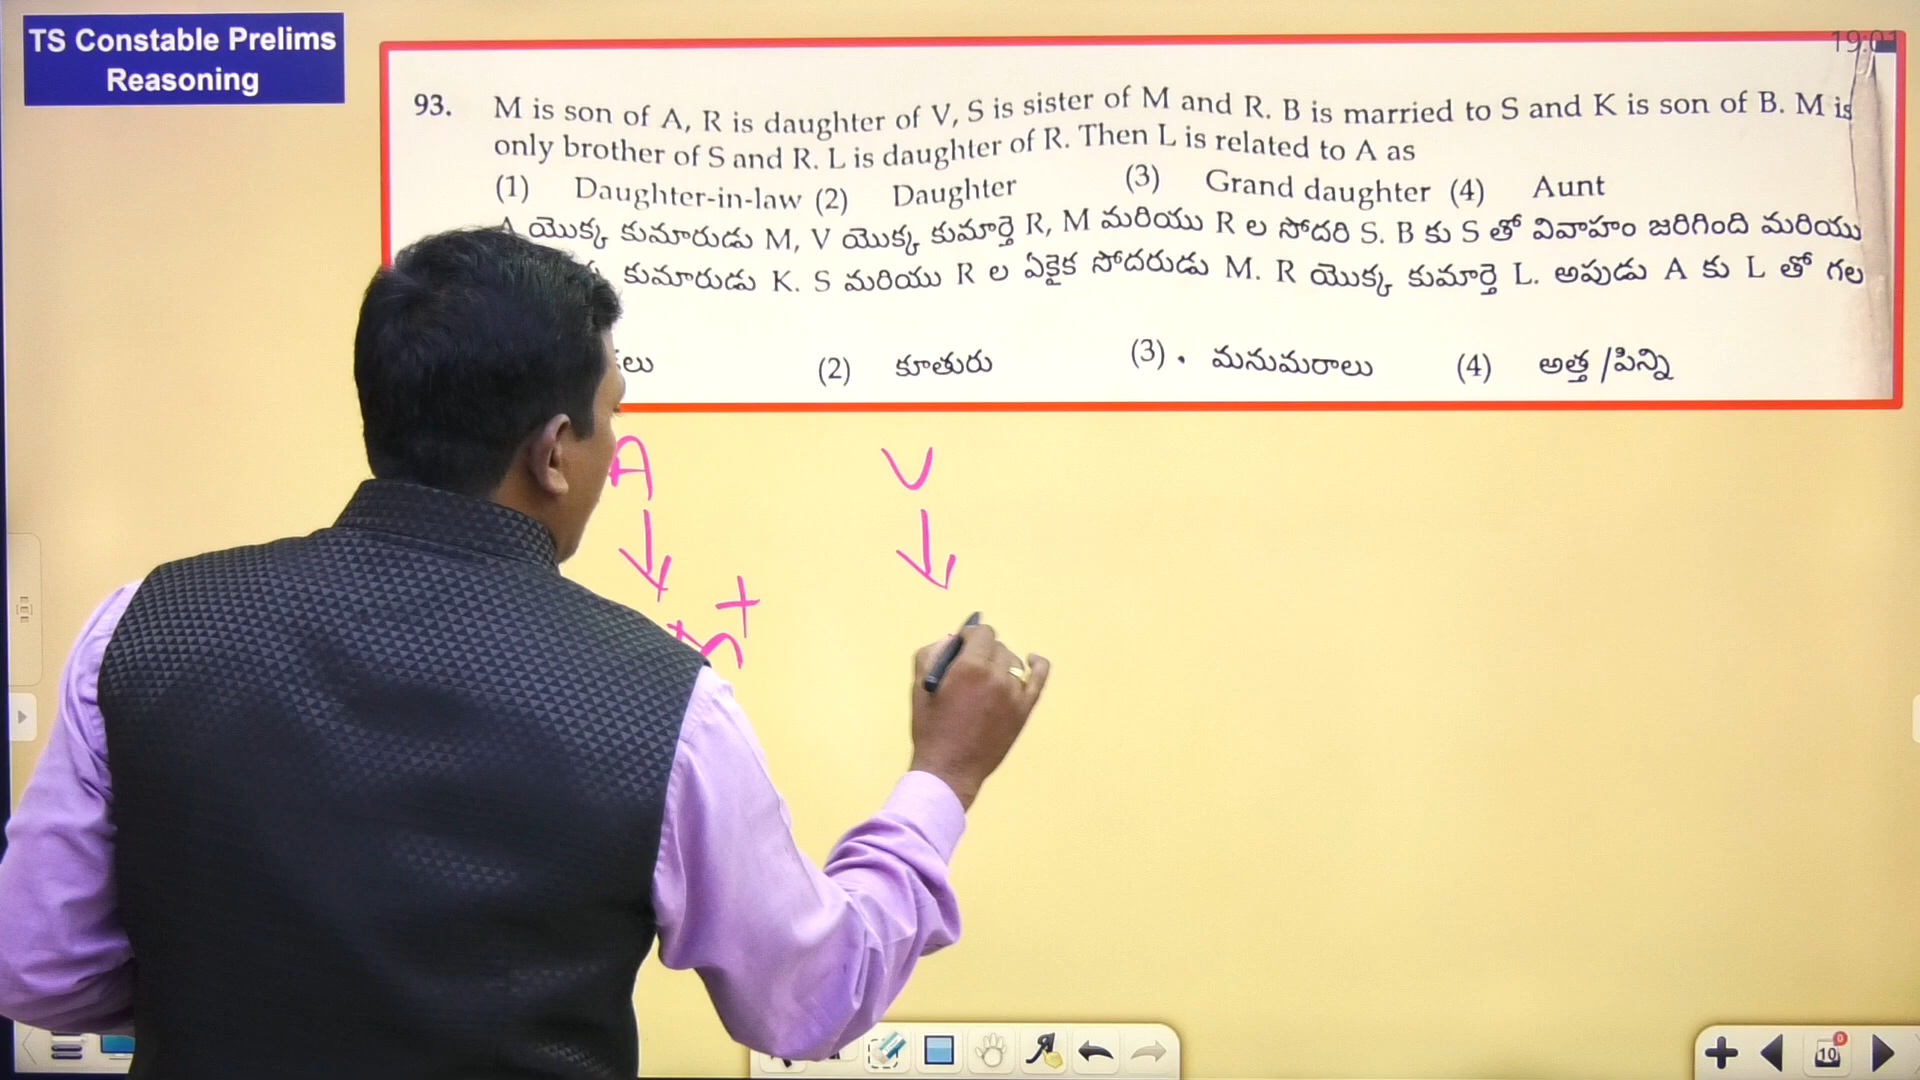 TS Constable Prelims
Reasoning
19:01
93. M is son of A, R is daughter of V, S is sister of M and R. B is married to S and K is son of B. M is
only brother of S and R. L is daughter of R. Then L is related to A as
(1) Daughter-in-law (2) Daughter (3) Grand daughter (4) Aunt
A యొక్క కుమారుడు M, V యొక్క కుమార్తె R, M మరియు R ల సోదరి S. B కు S తో వివాహం జరిగింది మరియు
కుమారుడు K. S మరియు R ల ఏకైక సోదరుడు M. R యొక్క కుమార్తె L. అపుడు A కు L తో గల
(2) కూతురు (3) . మనుమరాలు (4) అత్త /పిన్ని
A V
+
10